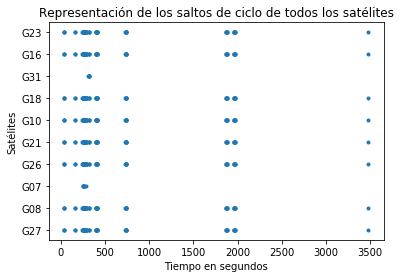 Representación de los saltos de ciclo de todos los satélites
Satélites
G23
G16
G31
G18
G10
G21
G26
G07
G08
G27
0 500 1000 1500 2000 2500 3000 3500
Tiempo en segundos